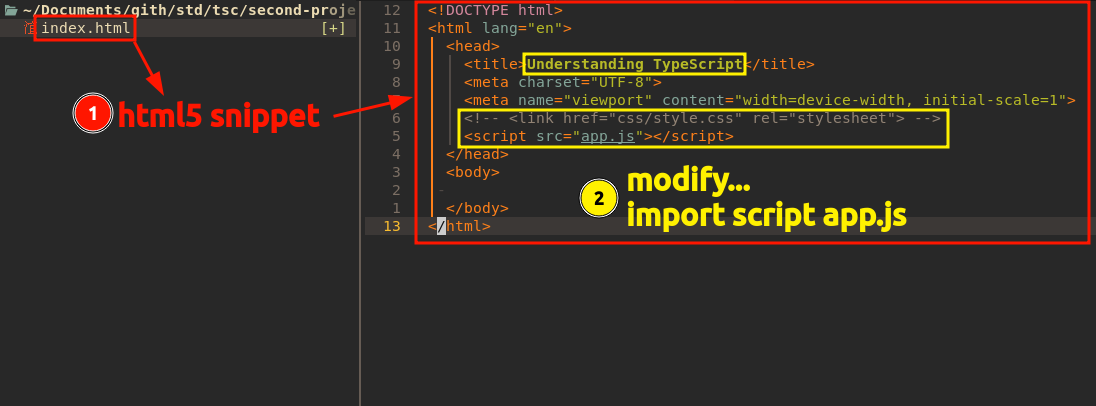 ~/Documents/gith/std/tsc/second-proje
index.html [+]
1 html5 snippet
12 <!DOCTYPE html>
11 <html lang="en">
10 <head>
9 <title>Understanding TypeScript</title>
8 <meta charset="UTF-8">
<meta name="viewport" content="width=device-width, initial-scale=1">
6 <!-- <link href="css/style.css" rel="stylesheet"> -->
5 <script src="app.js"></script>
4 </head>
3 <body>
2 -
1 </body>
13 </html>
2 modify...
import script app.js